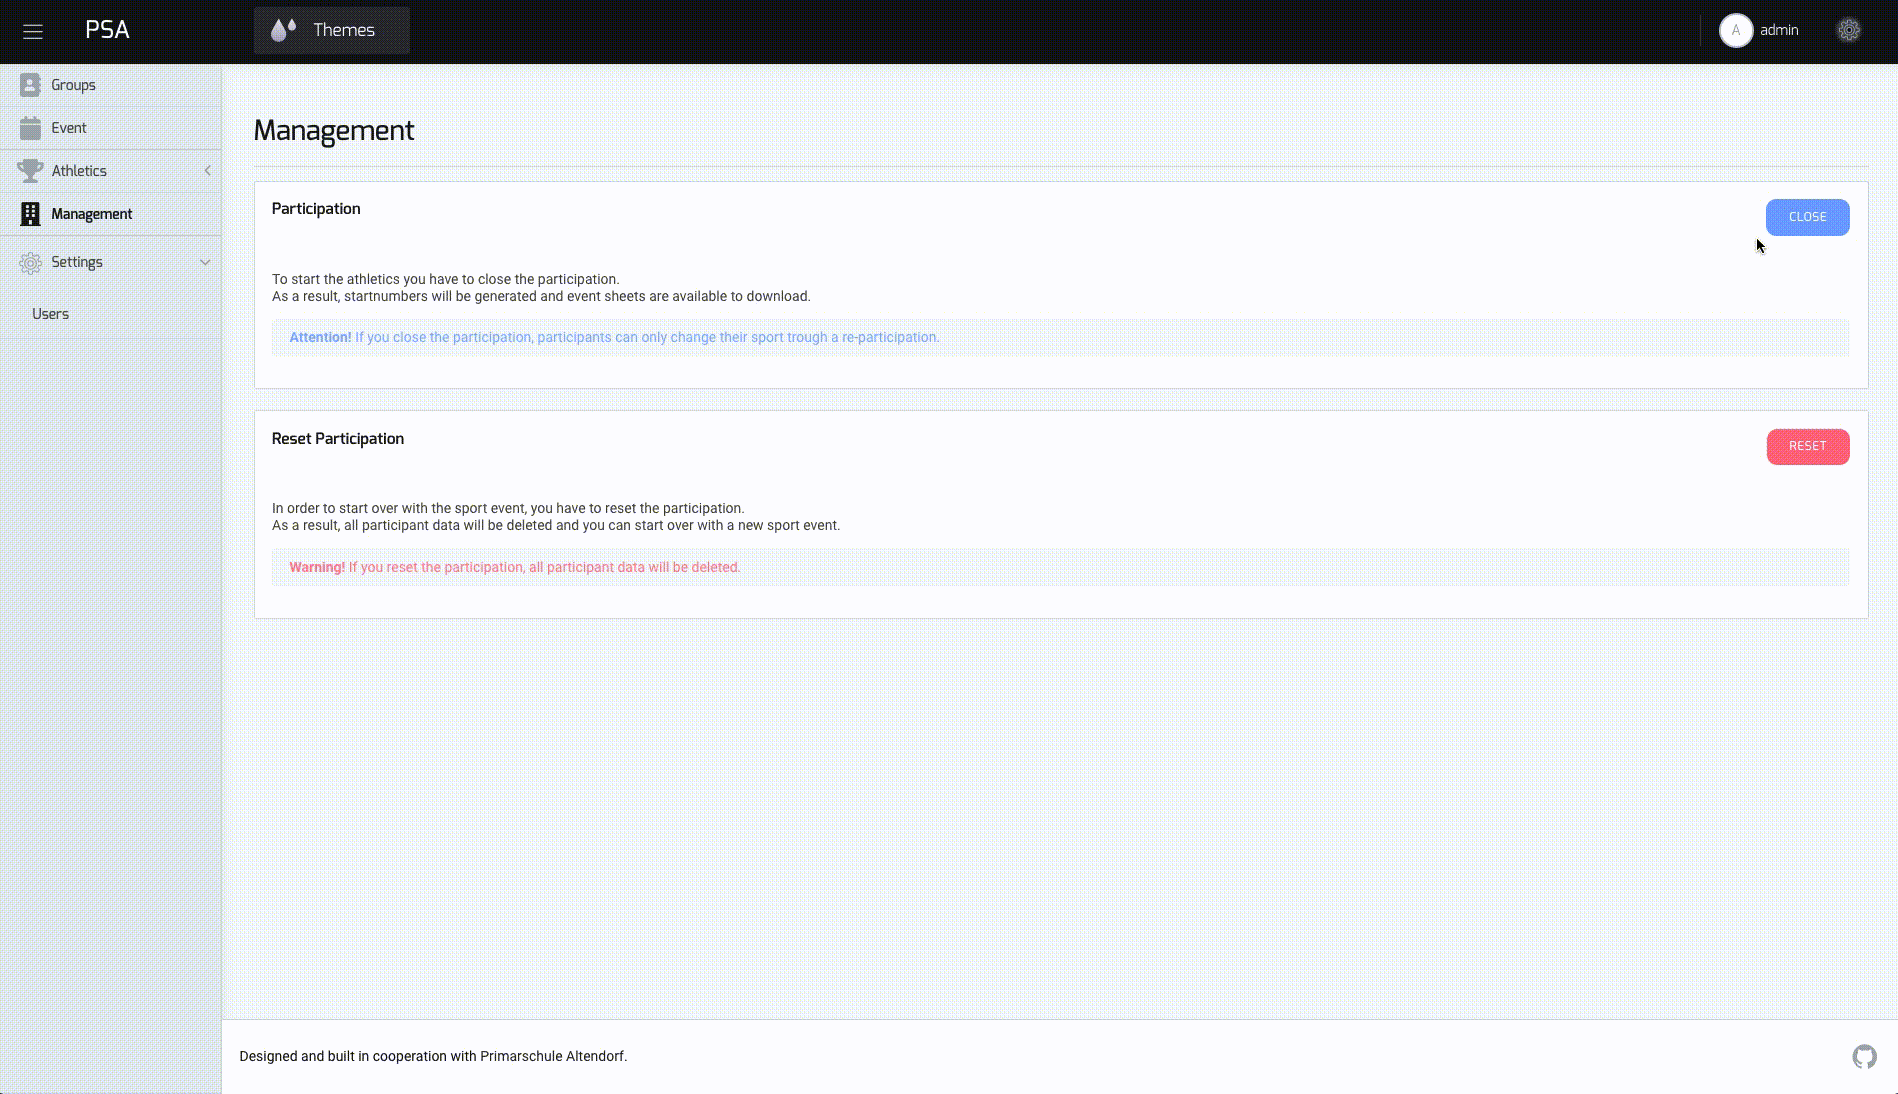 PSA
Themes
A
admin
Groups
Event
Athletics
Management
Settings
Users
Management
Participation
CLOSE
To start the athletics you have to close the participation.
As a result, startnumbers will be generated and event sheets are available to download.
Attention! If you close the participation, participants can only change their sport trough a re-participation.
Reset Participation
RESET
In order to start over with the sport event, you have to reset the participation.
As a result, all participant data will be deleted and you can start over with a new sport event.
Warning! If you reset the participation, all participant data will be deleted.
Designed and built in cooperation with Primarschule Altendorf.